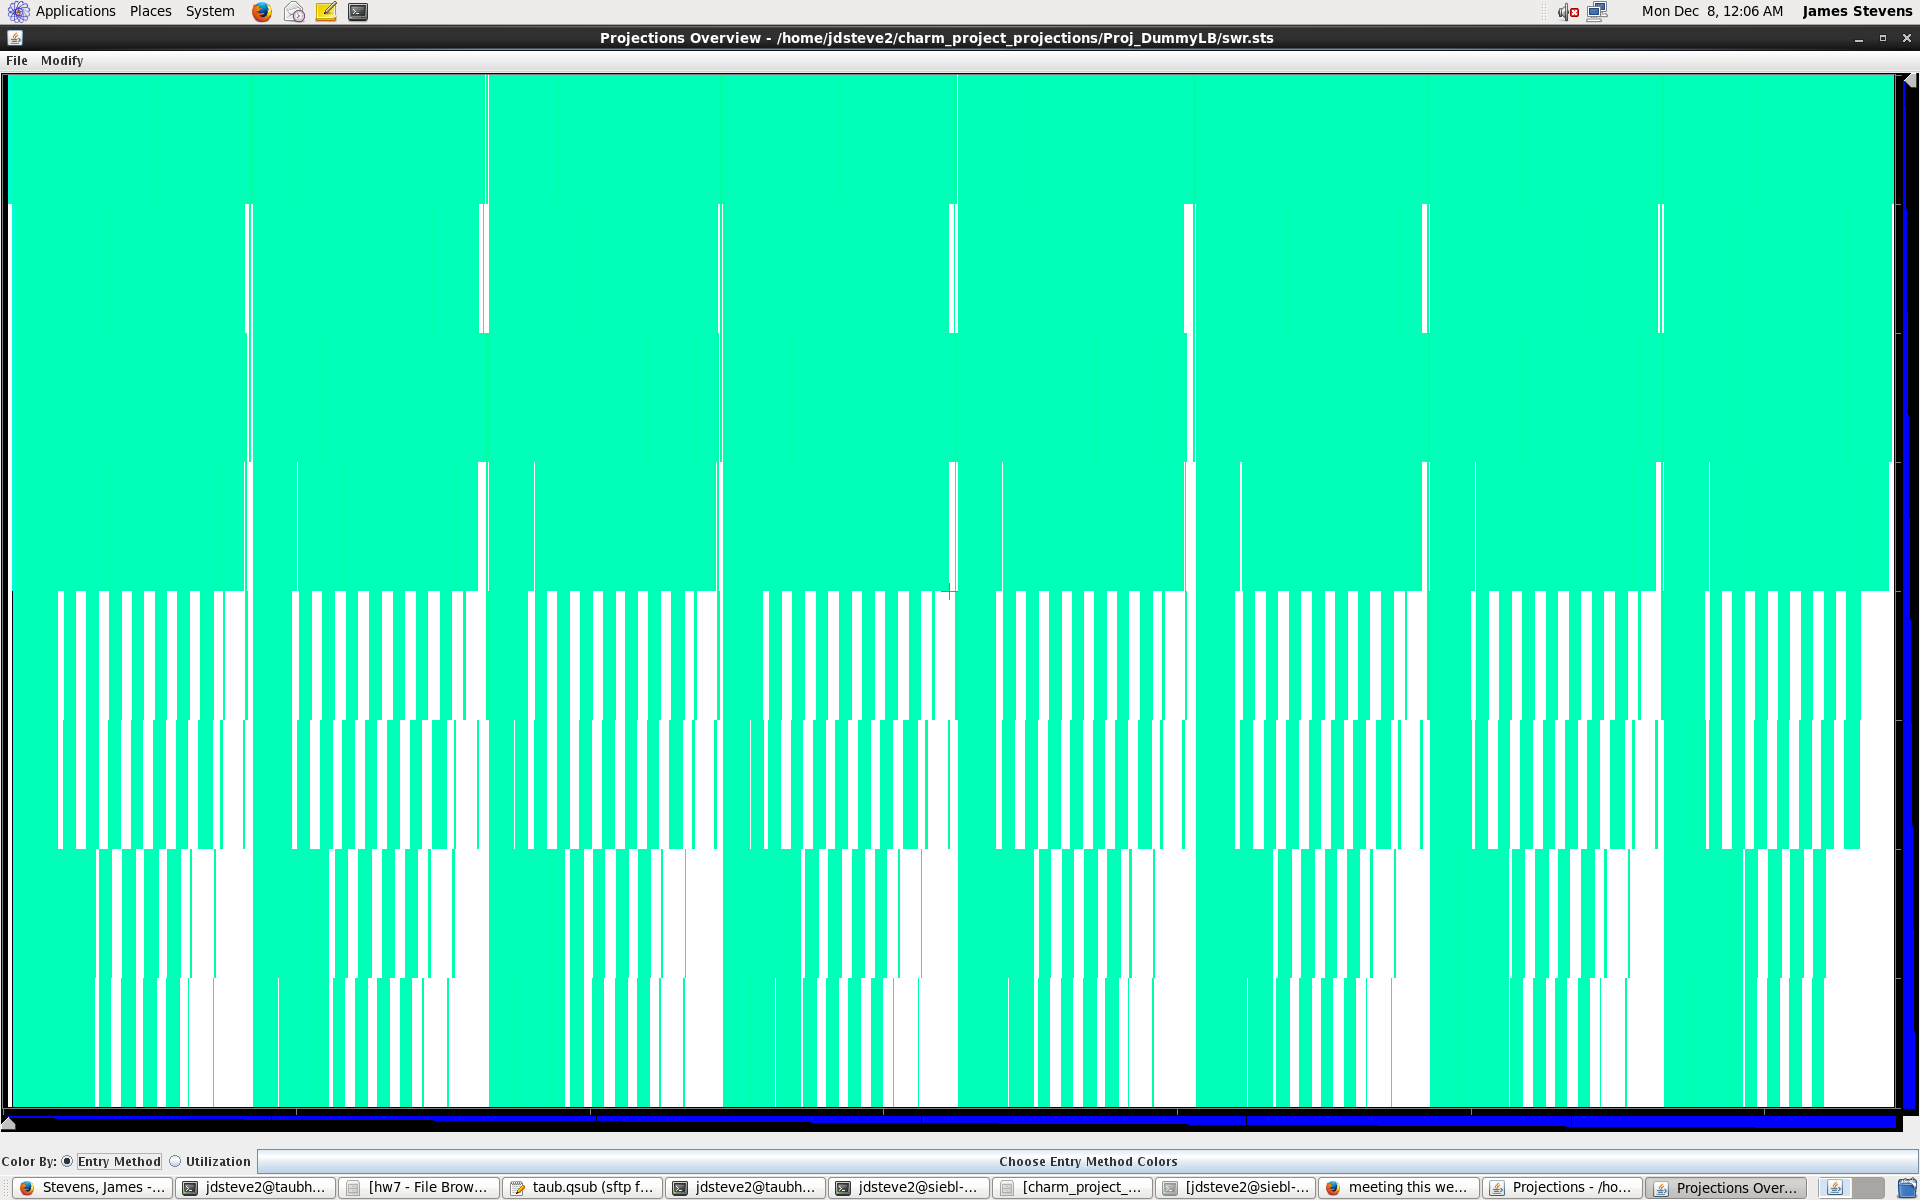 Applications Places System Mon Dec 8, 12:06 AM James Stevens
Projections Overview - /home/jdsteve2/charm_project_projections/Proj_DummyLB/swr.sts
File Modify
Color By: Entry Method Utilization Choose Entry Method Colors
Stevens, James -... jdsteve2@taubh... [hw7 - File Brow... taub.qsub (sftp f... jdsteve2@taubh... jdsteve2@siebl-... [charm_project_... [jdsteve2@siebl-... meeting this we... Projections - /ho... Projections Over...